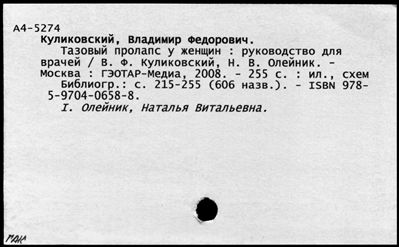 А4-5274
Куликовский, Владимир Федорович.
Тазовый пролапс у женщин : руководство для
врачей / В. Ф. Куликовский, Н. В. Олейник. -
Москва : ГЭОТАР-Медиа, 2008. - 255 с. : ил., схем
Библиогр.: с. 215-255 (606 назв.). - ISBN 978-
5-9704-0658-8.
I. Олейник, Наталья Витальевна.